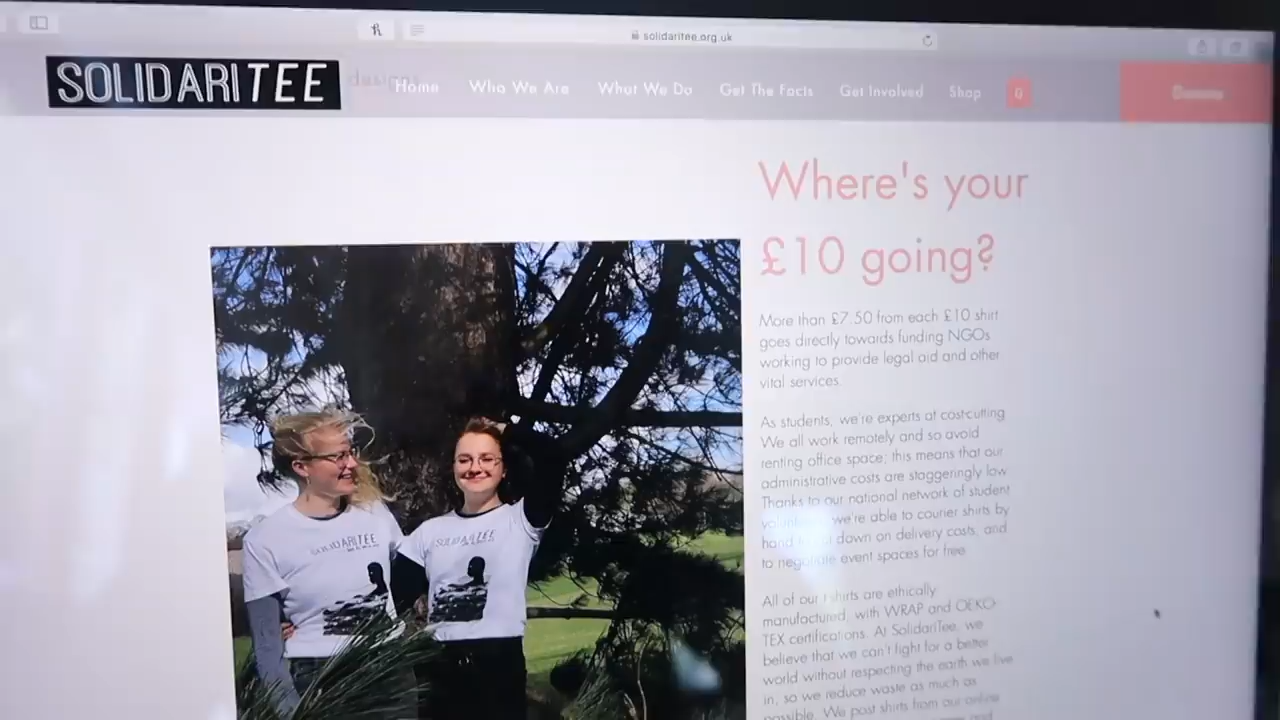 solidaritee.org.uk
SOLIDARITEE
designs
Home
Who We Are
What We Do
Get The Facts
Get Involved
Shop
0
Donate
Where's your
£10 going?
More than £7.50 from each £10 shirt
goes directly towards funding NGOs
working to provide legal aid and other
vital services.
As students, we're experts at cost-cutting
We all work remotely and so avoid
renting office space; this means that our
administrative costs are staggeringly low
Thanks to our national network of student
we're able to courier shirts by
hand to cut down on delivery costs, and
to negotiate event spaces for free
All of our t-shirts are ethically
manufactured, with WRAP and OEKO-
TEX certifications. At SolidariTee, we
believe that we can't fight for a better
world without respecting the earth we live
in, so we reduce waste as much as
possible. We post shirts from our online
and
SOLIDARITEE
SOLIDARITEE